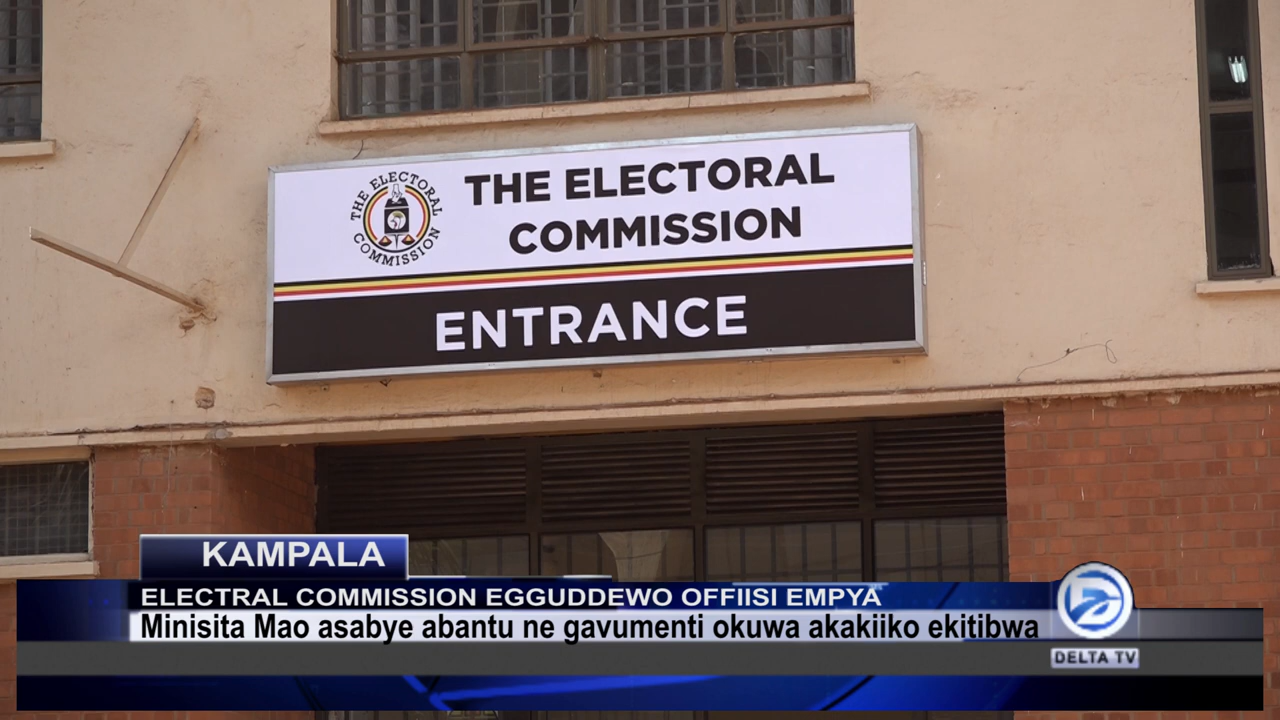 THE ELECTORAL
COMMISSION
THE ELECTORAL COMMISSION
ENTRANCE
KAMPALA
ELECTRAL COMMISSION EGGUDDEWO OFFIISI EMPYA
Minisita Mao asabye abantu ne gavumenti okuwa akakiiko ekitibwa
DELTA TV